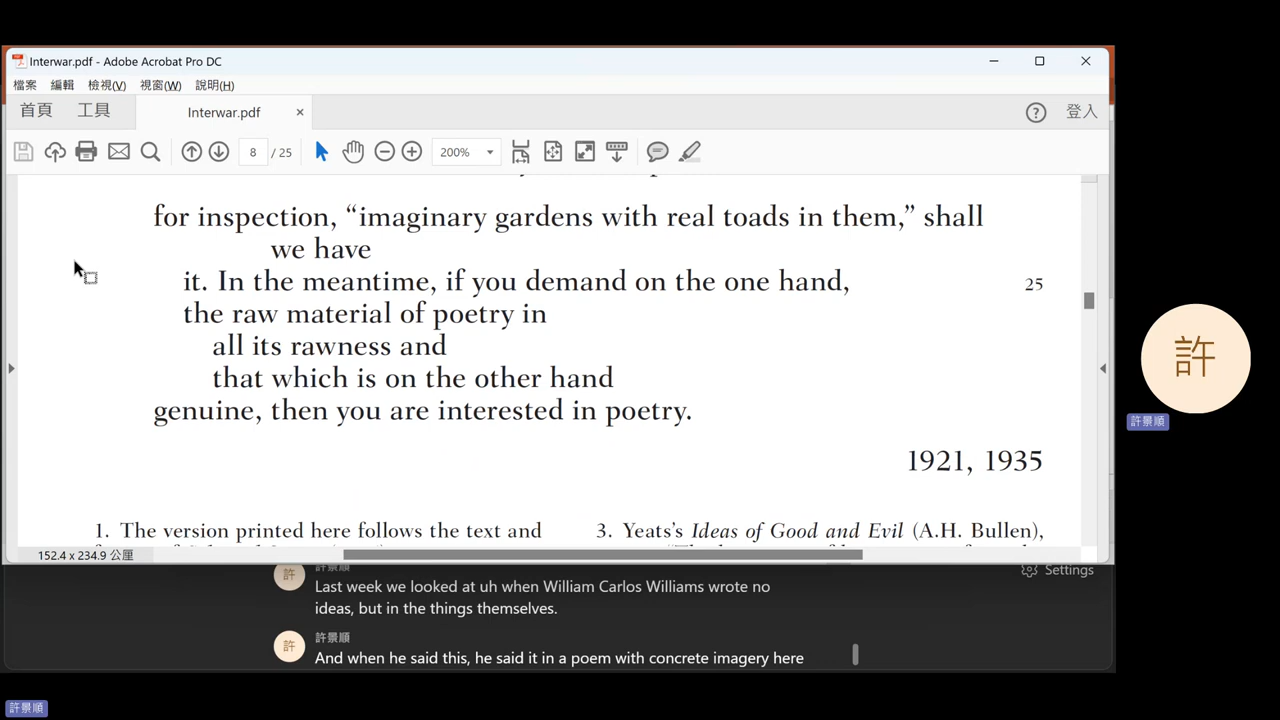 Interwar.pdf - Adobe Acrobat Pro DC
檔案 編輯 檢視(V) 視窗(W) 說明(H)
首頁 工具 Interwar.pdf × 登入
8 / 25 200%
for inspection, “imaginary gardens with real toads in them,” shall
we have
it. In the meantime, if you demand on the one hand, 25
the raw material of poetry in
all its rawness and
that which is on the other hand
genuine, then you are interested in poetry.
1921, 1935
1. The version printed here follows the text and
3. Yeats's Ideas of Good and Evil (A.H. Bullen),
152.4 x 234.9 公厘
許
許景順
Settings
許
許景順
Last week we looked at uh when William Carlos Williams wrote no
ideas, but in the things themselves.
許
許景順
And when he said this, he said it in a poem with concrete imagery here
許景順